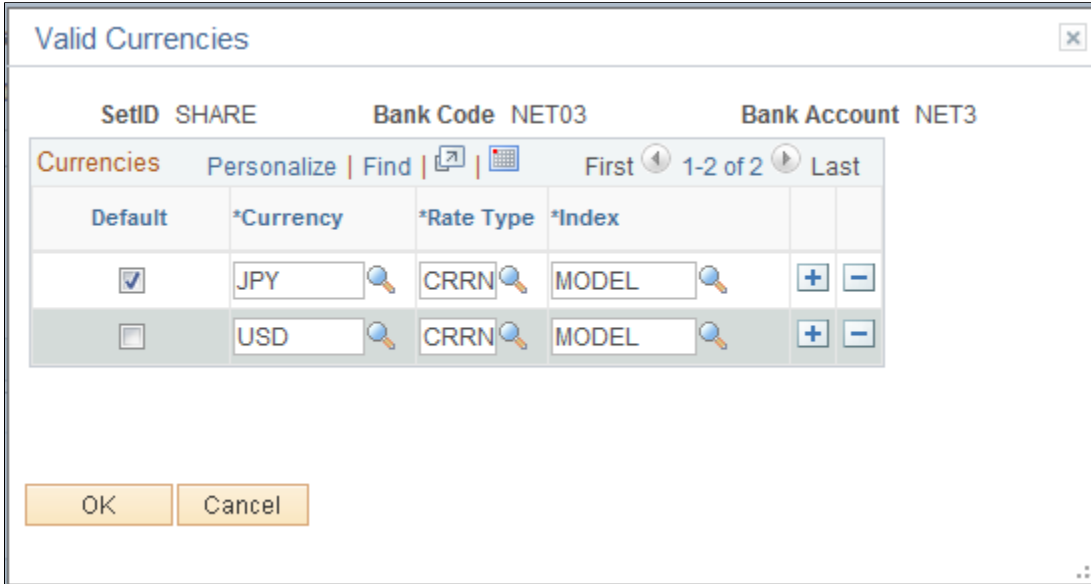 Valid Currencies
SetID SHARE Bank Code NET03 Bank Account NET3
Currencies Personalize | Find | | First 1-2 of 2 Last
Default *Currency *Rate Type *Index
JPY CRRN MODEL + −
USD CRRN MODEL + −
OK Cancel